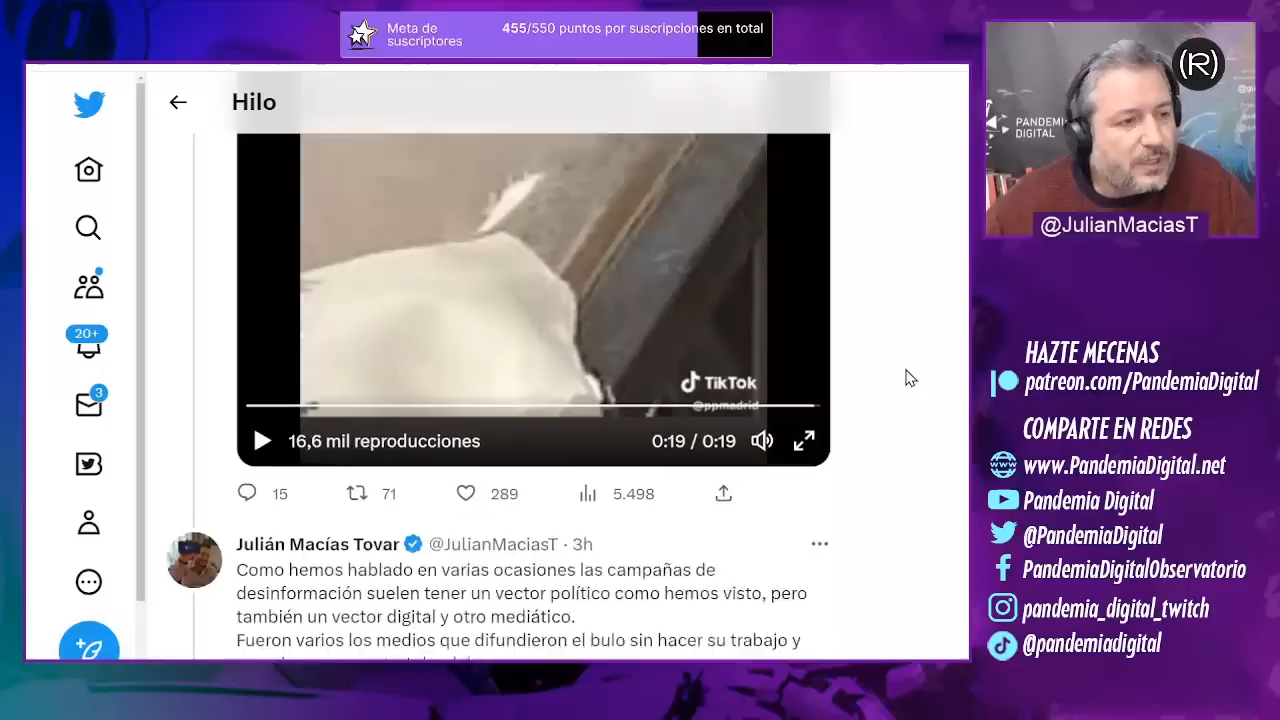 Meta de
suscriptores
455/550 puntos por suscripciones en total
Hilo
20+
3
TikTok
@ppmadrid
16,6 mil reproducciones
0:19 / 0:19
15
71
289
5.498
Julián Macías Tovar @JulianMaciasT · 3h
Como hemos hablado en varias ocasiones las campañas de
desinformación suelen tener un vector político como hemos visto, pero
también un vector digital y otro mediático.
Fueron varios los medios que difundieron el bulo sin hacer su trabajo y
(R)
PANDEMIA
DIGITAL
@JulianMaciasT
HAZTE MECENAS
patreon.com/PandemiaDigital
COMPARTE EN REDES
www
www.PandemiaDigital.net
Pandemia Digital
@PandemiaDigital
PandemiaDigitalObservatorio
pandemia_digital_twitch
@pandemiadigital